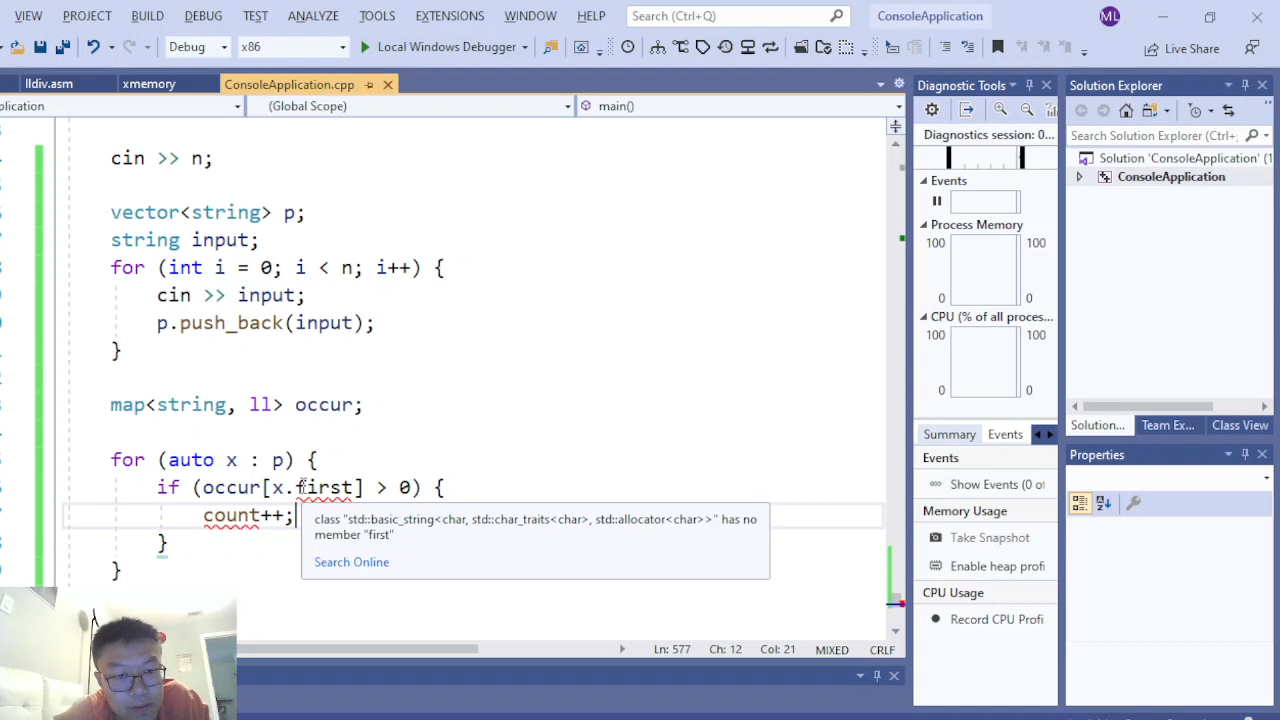 VIEW PROJECT BUILD DEBUG TEST ANALYZE TOOLS EXTENSIONS WINDOW HELP Search (Ctrl+Q) ConsoleApplication ML
Debug x86 Local Windows Debugger Live Share
lldiv.asm xmemory ConsoleApplication.cpp
plication (Global Scope) main()
cin >> n;
vector<string> p;
string input;
for (int i = 0; i < n; i++) {
cin >> input;
p.push_back(input);
}
map<string, ll> occur;
for (auto x : p) {
if (occur[x.first] > 0) {
count++;
}
}
class "std::basic_string<char, std::char_traits<char>, std::allocator<char>>" has no
member "first"
Search Online
Ln: 577 Ch: 12 Col: 21 MIXED CRLF
Diagnostic Tools
Diagnostics session: 0...
Events
Process Memory
100 100
0 0
CPU (% of all proces...
100 100
0 0
Summary Events
Events
Show Events (0 of
Memory Usage
Take Snapshot
Enable heap profi
CPU Usage
Record CPU Profi
Solution Explorer
Search Solution Explorer (Ctrl+;
Solution 'ConsoleApplication' (1
ConsoleApplication
Solution... Team Ex... Class View
Properties